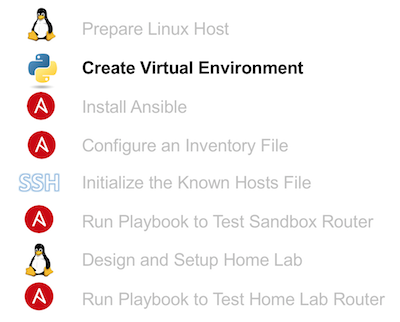 Prepare Linux Host
Create Virtual Environment
Install Ansible
Configure an Inventory File
SSH Initialize the Known Hosts File
Run Playbook to Test Sandbox Router
Design and Setup Home Lab
Run Playbook to Test Home Lab Router